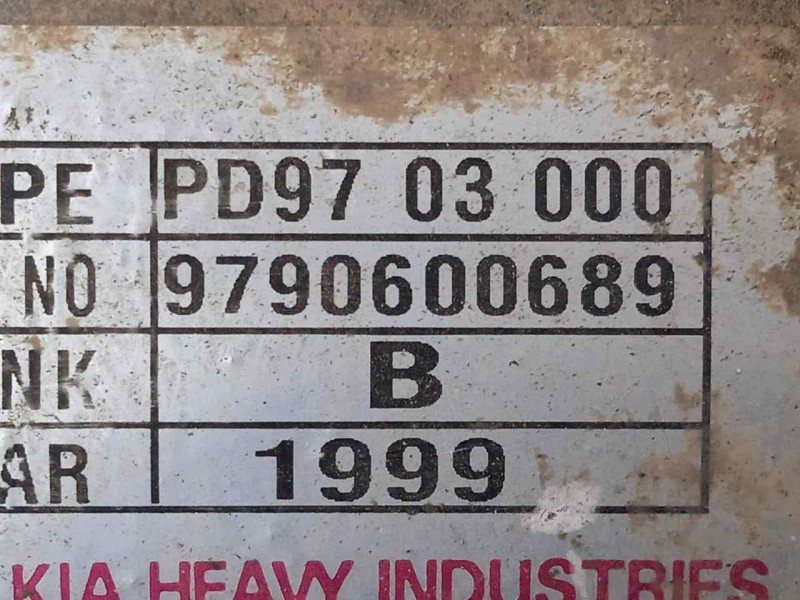 PE PD97 03 000
NO 9790600689
NK B
AR 1999
KIA HEAVY INDUSTRIES